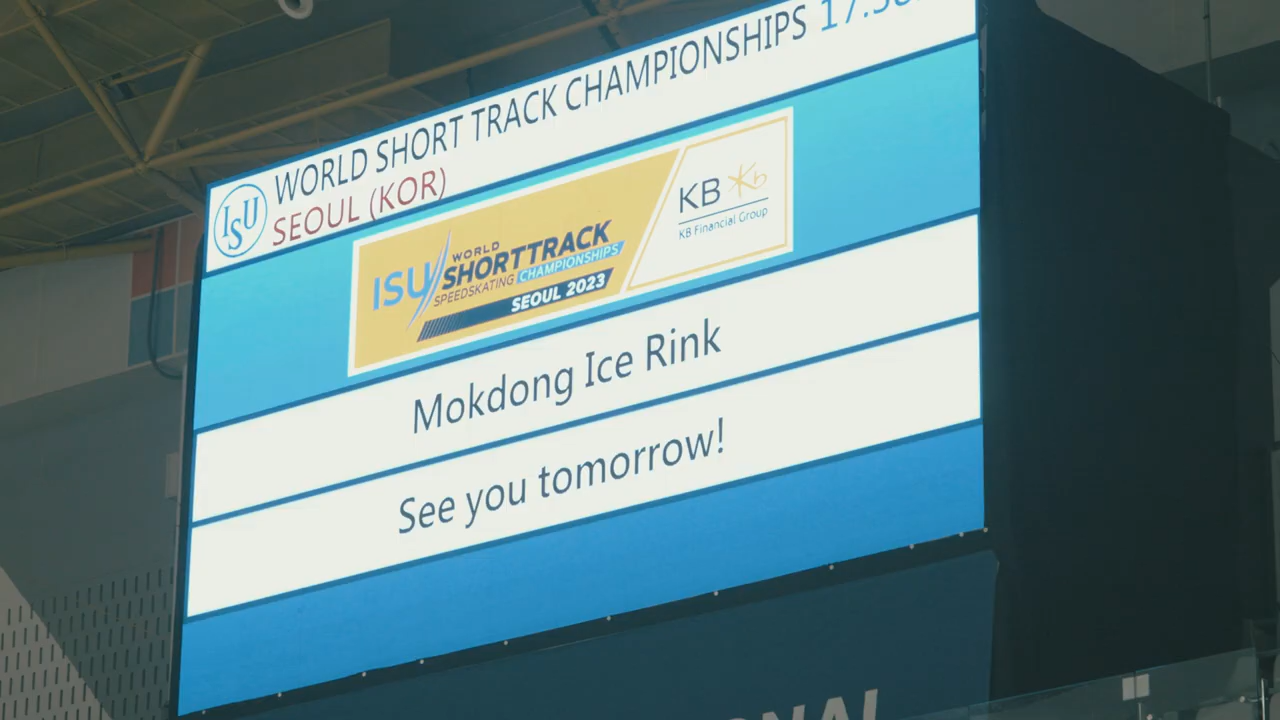 WORLD SHORT TRACK CHAMPIONSHIPS
SEOUL (KOR)
ISU
ISU
WORLD
SHORTTRACK
SPEEDSKATING CHAMPIONSHIPS
SEOUL 2023
KB Kb
KB Financial Group
Mokdong Ice Rink
See you tomorrow!